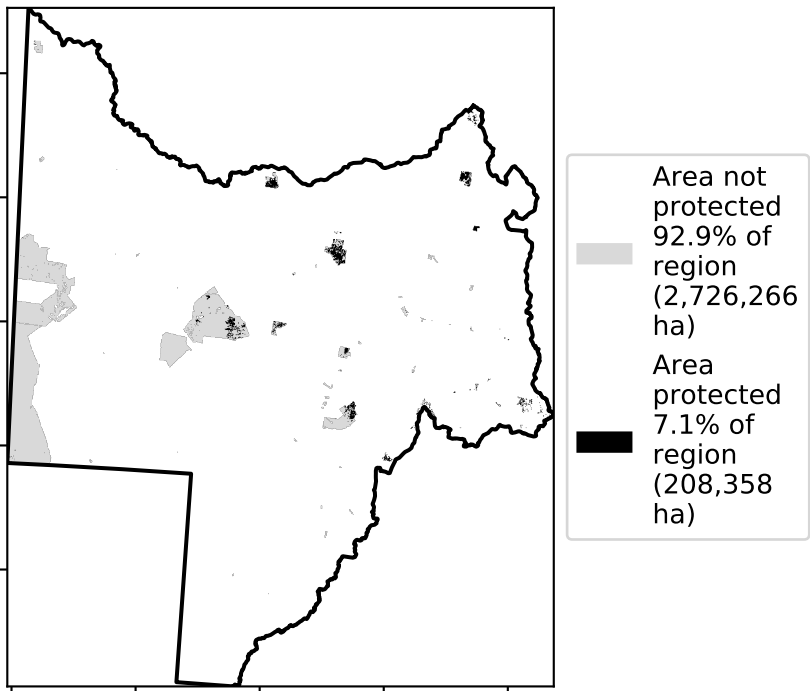 Area not
protected
92.9% of
region
(2,726,266
ha)
Area
protected
7.1% of
region
(208,358
ha)